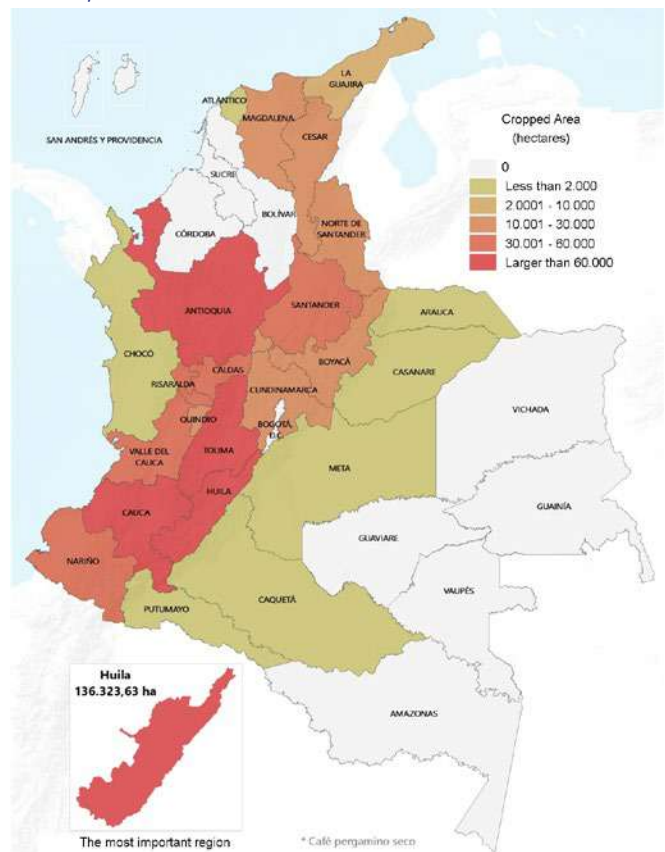 LA
GUAJIRA
ATLÁNTICO
MAGDALENA
SAN ANDRÉS Y PROVIDENCIA
CESAR
Cropped Area
(hectares)
0
Less than 2.000
2.0001 - 10.000
10.001 - 30.000
30.001 - 60.000
Larger than 60.000
SUCRE
BOLÍVAR
CÓRDOBA
NORTE DE
SANTANDER
ANTIOQUIA
SANTANDER
ARAUCA
CHOCÓ
BOYACÁ
CASANARE
RISARALDA
CALDAS
CUNDINAMARCA
VICHADA
QUINDIO
BOGOTÁ,
D.C.
VALLE DEL
CAUCA
TOLIMA
META
HUILA
GUAINÍA
CAUCA
GUAVIARE
NARIÑO
VAUPÉS
CAQUETÁ
PUTUMAYO
Huila
136.323,63 ha
AMAZONAS
The most important region
* Café pergamino seco